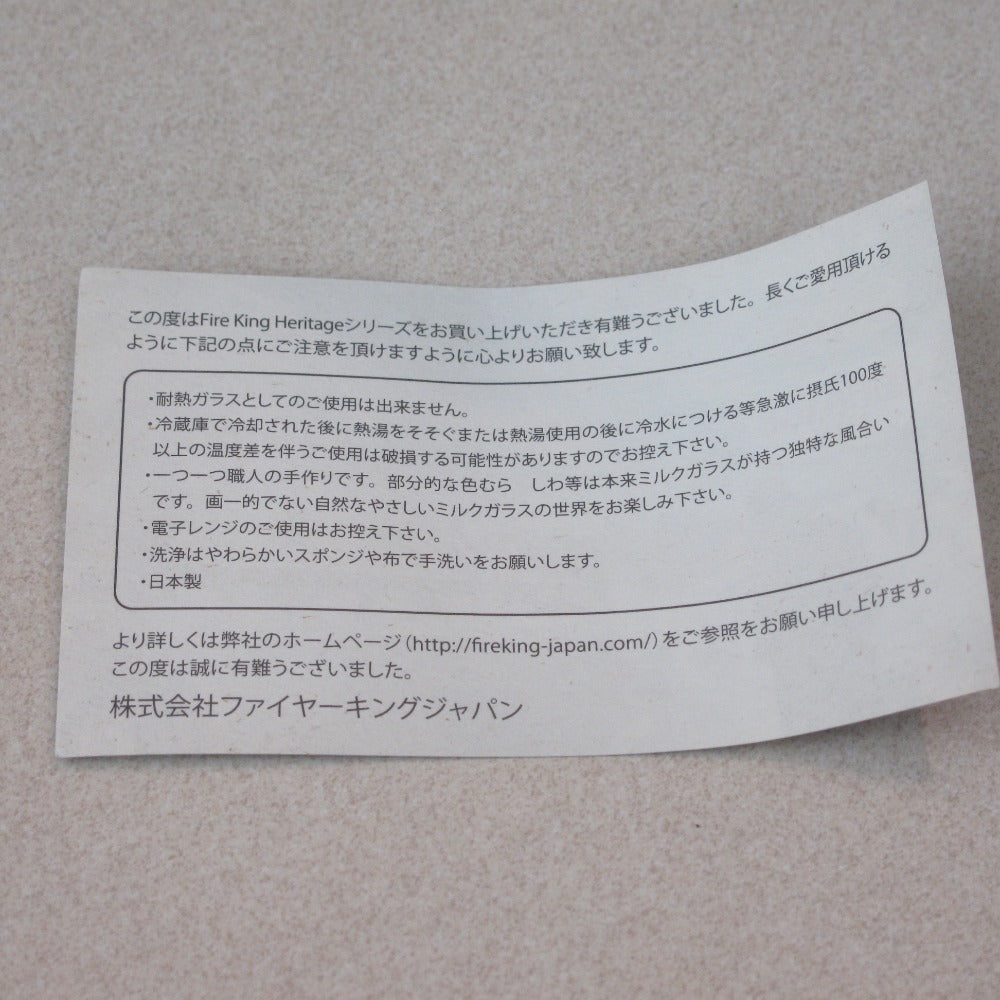 この度はFire King Heritageシリーズをお買い上げいただき有難うございました。長くご愛用頂ける
ように下記の点にご注意を頂けますように心よりお願い致します。
・耐熱ガラスとしてのご使用は出来ません。
・冷蔵庫で冷却された後に熱湯をそそぐまたは熱湯使用の後に冷水につける等急激に摂氏100度
以上の温度差を伴うご使用は破損する可能性がありますのでお控え下さい。
・一つ一つ職人の手作りです。部分的な色むら　しわ等は本来ミルクガラスが持つ独特な風合い
です。画一的でない自然なやさしいミルクガラスの世界をお楽しみ下さい。
・電子レンジのご使用はお控え下さい。
・洗浄はやわらかいスポンジや布で手洗いをお願いします。
・日本製
より詳しくは弊社のホームページ（http://fireking-japan.com/）をご参照をお願い申し上げます。
この度は誠に有難うございました。
株式会社ファイヤーキングジャパン